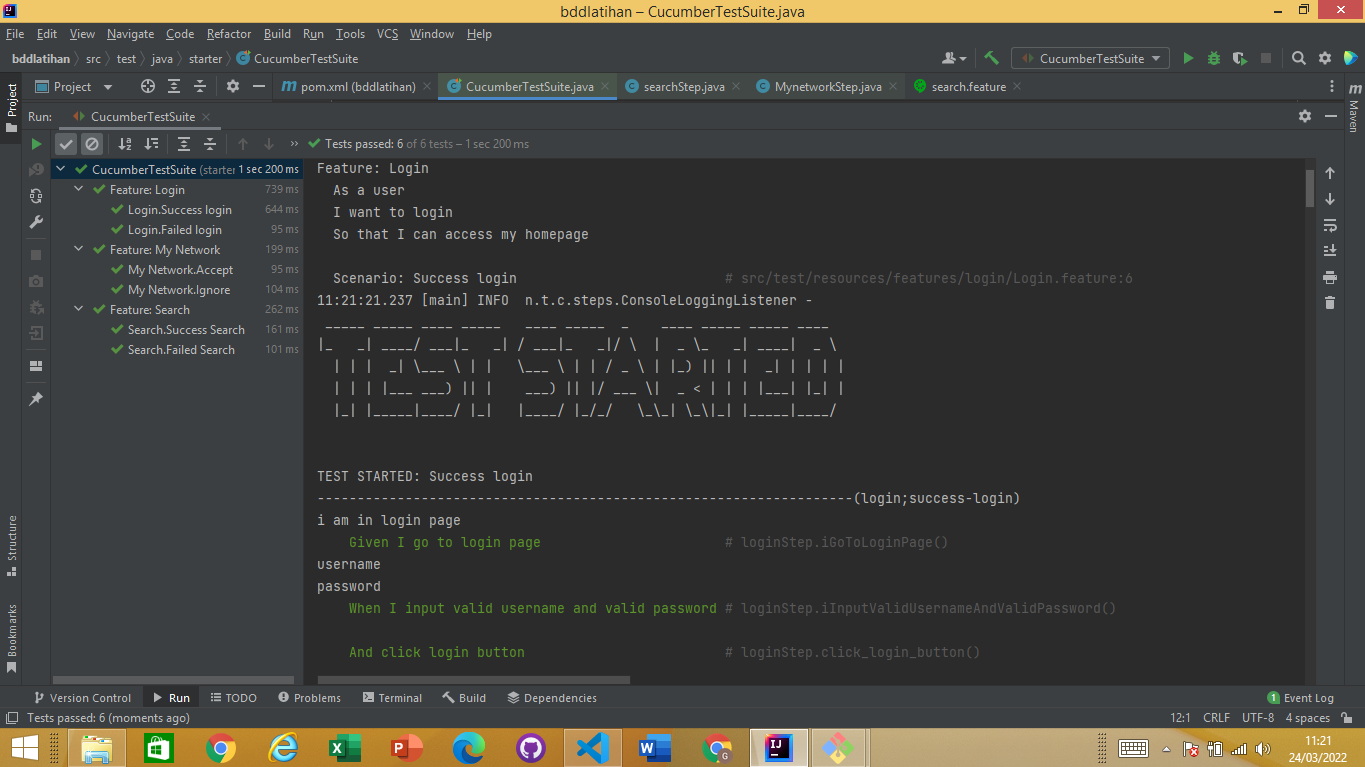 bddlatihan – CucumberTestSuite.java
File Edit View Navigate Code Refactor Build Run Tools VCS Window Help
bddlatihan src test java starter CucumberTestSuite
CucumberTestSuite
Project
pom.xml (bddlatihan)
CucumberTestSuite.java
searchStep.java
MynetworkStep.java
search.feature
Project
Maven
Run: CucumberTestSuite
Tests passed: 6 of 6 tests – 1 sec 200 ms
CucumberTestSuite (starter 1 sec 200 ms
Feature: Login 739 ms
Login.Success login 644 ms
Login.Failed login 95 ms
Feature: My Network 199 ms
My Network.Accept 95 ms
My Network.Ignore 104 ms
Feature: Search 262 ms
Search.Success Search 161 ms
Search.Failed Search 101 ms
Feature: Login
As a user
I want to login
So that I can access my homepage
Scenario: Success login # src/test/resources/features/login/Login.feature:6
11:21:21.237 [main] INFO n.t.c.steps.ConsoleLoggingListener -
TEST STARTED
TEST STARTED: Success login
-------------------------------------------------------------------(login;success-login)
i am in login page
Given I go to login page # loginStep.iGoToLoginPage()
username
password
When I input valid username and valid password # loginStep.iInputValidUsernameAndValidPassword()
And click login button # loginStep.click_login_button()
Structure
Bookmarks
Version Control Run TODO Problems Terminal Build Dependencies 1 Event Log
Tests passed: 6 (moments ago) 12:1 CRLF UTF-8 4 spaces
11:21
24/03/2022